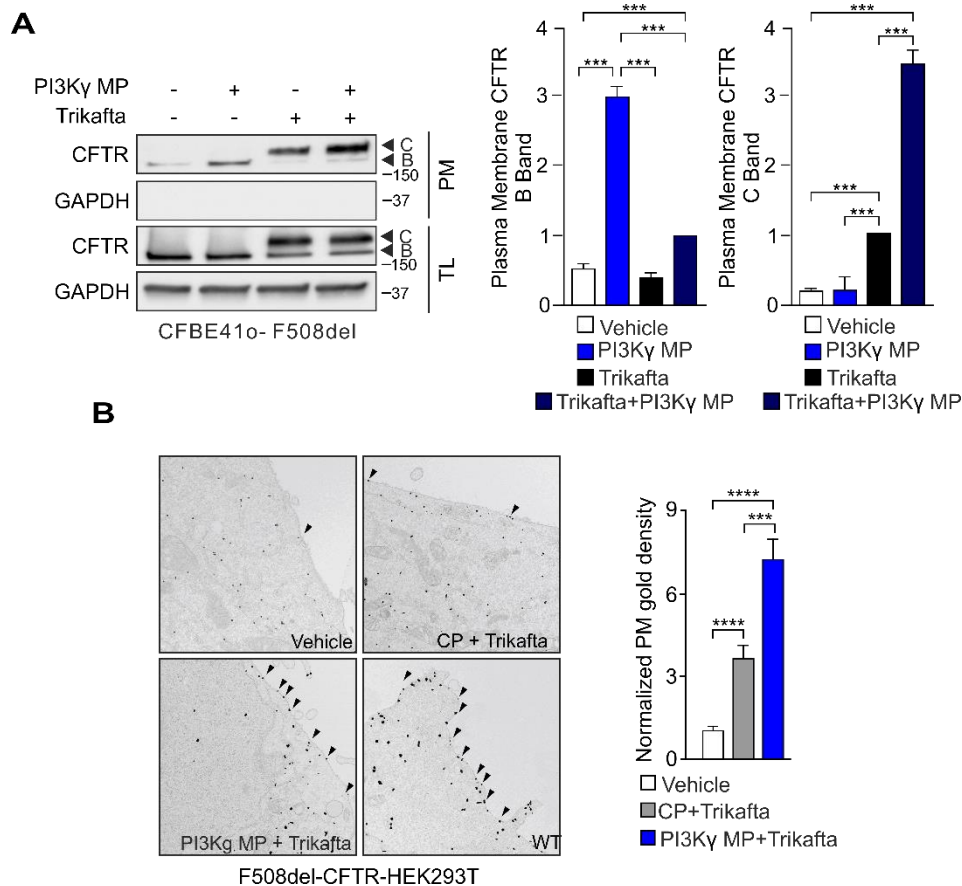 A
PI3Kγ MP - + - +
Trikafta - - + +
CFTR
C
B
150
GAPDH
37
PM
CFTR
C
B
150
GAPDH
37
TL
CFBE41o- F508del
Plasma Membrane CFTR
B Band
4
3
2
1
0
***
***
***
***
Vehicle
PI3Kγ MP
Trikafta
Trikafta+PI3Kγ MP
Plasma Membrane CFTR
C Band
4
3
2
1
0
***
***
***
***
Vehicle
PI3Kγ MP
Trikafta
Trikafta+PI3Kγ MP
B
Vehicle
CP + Trikafta
PI3Kg MP + Trikafta
WT
F508del-CFTR-HEK293T
Normalized PM gold density
9
6
3
0
****
***
****
Vehicle
CP+Trikafta
PI3Kγ MP+Trikafta